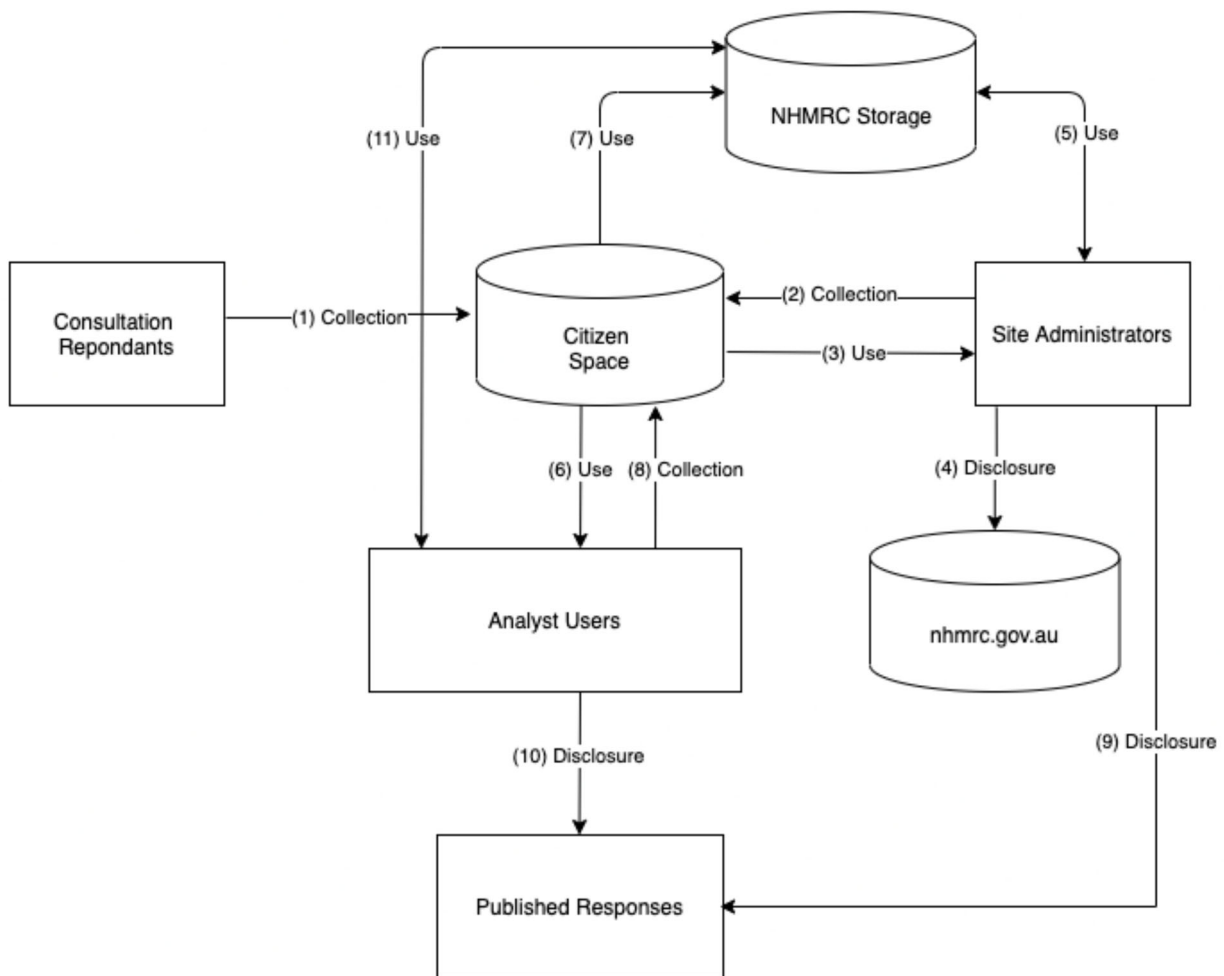 NHMRC Storage
(11) Use
(7) Use
(5) Use
Consultation
Repondants
(1) Collection
Citizen
Space
(2) Collection
(3) Use
Site Administrators
(6) Use
(8) Collection
(4) Disclosure
Analyst Users
nhmrc.gov.au
(10) Disclosure
(9) Disclosure
Published Responses